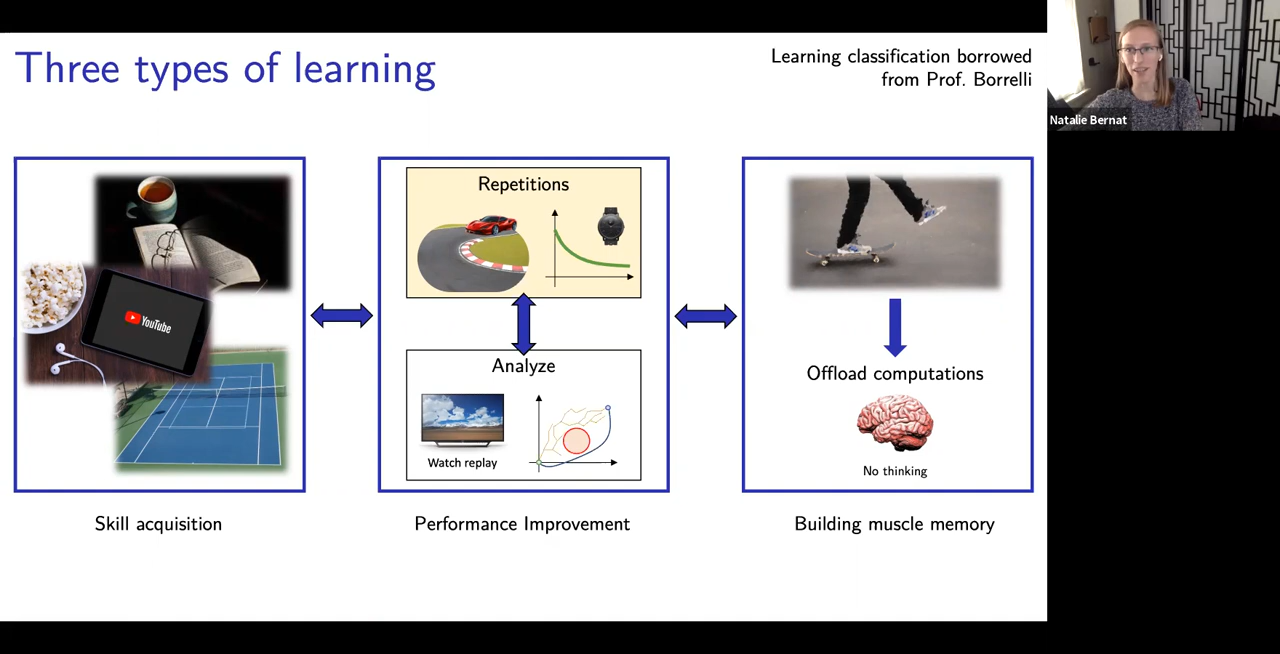 Three types of learning
Learning classification borrowed
from Prof. Borrelli
Natalie Bernat
YouTube
Skill acquisition
Repetitions
Analyze
Watch replay
Performance Improvement
Offload computations
No thinking
Building muscle memory